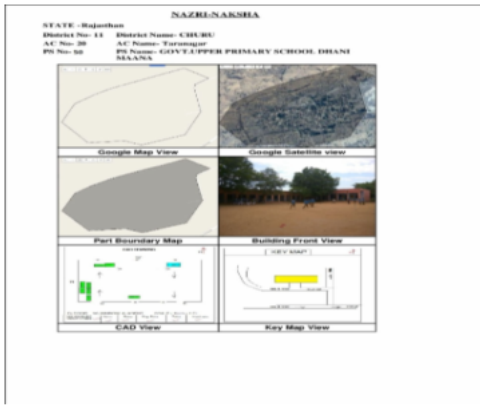 NAZRI-NAKSHA
STATE -Rajasthan
District No- 11 District Name- CHURU
AC No- 20 AC Name- Taranagar
PS No- 50 PS Name- GOVT.UPPER PRIMARY SCHOOL DHANI
MAANA
Google Map View Google Satellite view
Part Boundary Map Building Front View
KEY MAP
CAD View Key Map View